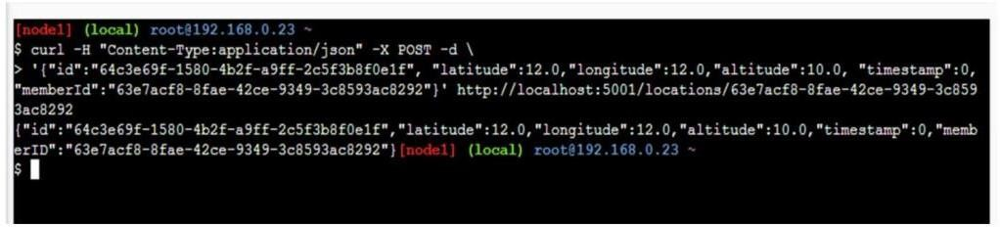 [node1] (local) root@192.168.0.23 ~
$ curl -H "Content-Type:application/json" -X POST -d \
> '{"id":"64c3e69f-1580-4b2f-a9ff-2c5f3b8f0e1f", "latitude":12.0,"longitude":12.0,"altitude":10.0, "timestamp":0,
"memberId":"63e7acf8-8fae-42ce-9349-3c8593ac8292"}' http://localhost:5001/locations/63e7acf8-8fae-42ce-9349-3c859
3ac8292
{"id":"64c3e69f-1580-4b2f-a9ff-2c5f3b8f0e1f","latitude":12.0,"longitude":12.0,"altitude":10.0,"timestamp":0,"memb
erID":"63e7acf8-8fae-42ce-9349-3c8593ac8292"}[node1] (local) root@192.168.0.23 ~
$